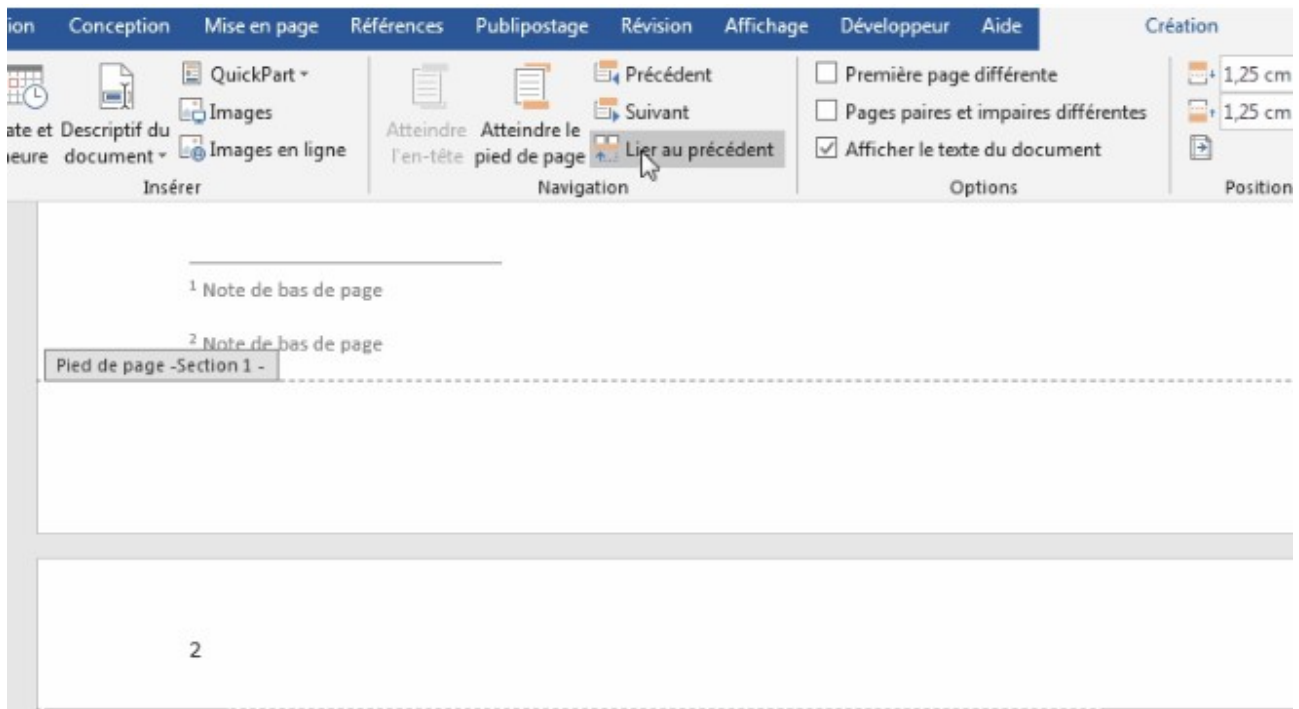 ion Conception Mise en page Références Publipostage Révision Affichage Développeur Aide Création
QuickPart
Images
Images en ligne
ate et
eure
Descriptif du
document
Insérer
Atteindre
l'en-tête
Atteindre le
pied de page
Précédent
Suivant
Lier au précédent
Navigation
Première page différente
Pages paires et impaires différentes
Afficher le texte du document
Options
1,25 cm
1,25 cm
Position
1 Note de bas de page
2 Note de bas de page
Pied de page -Section 1 -
2